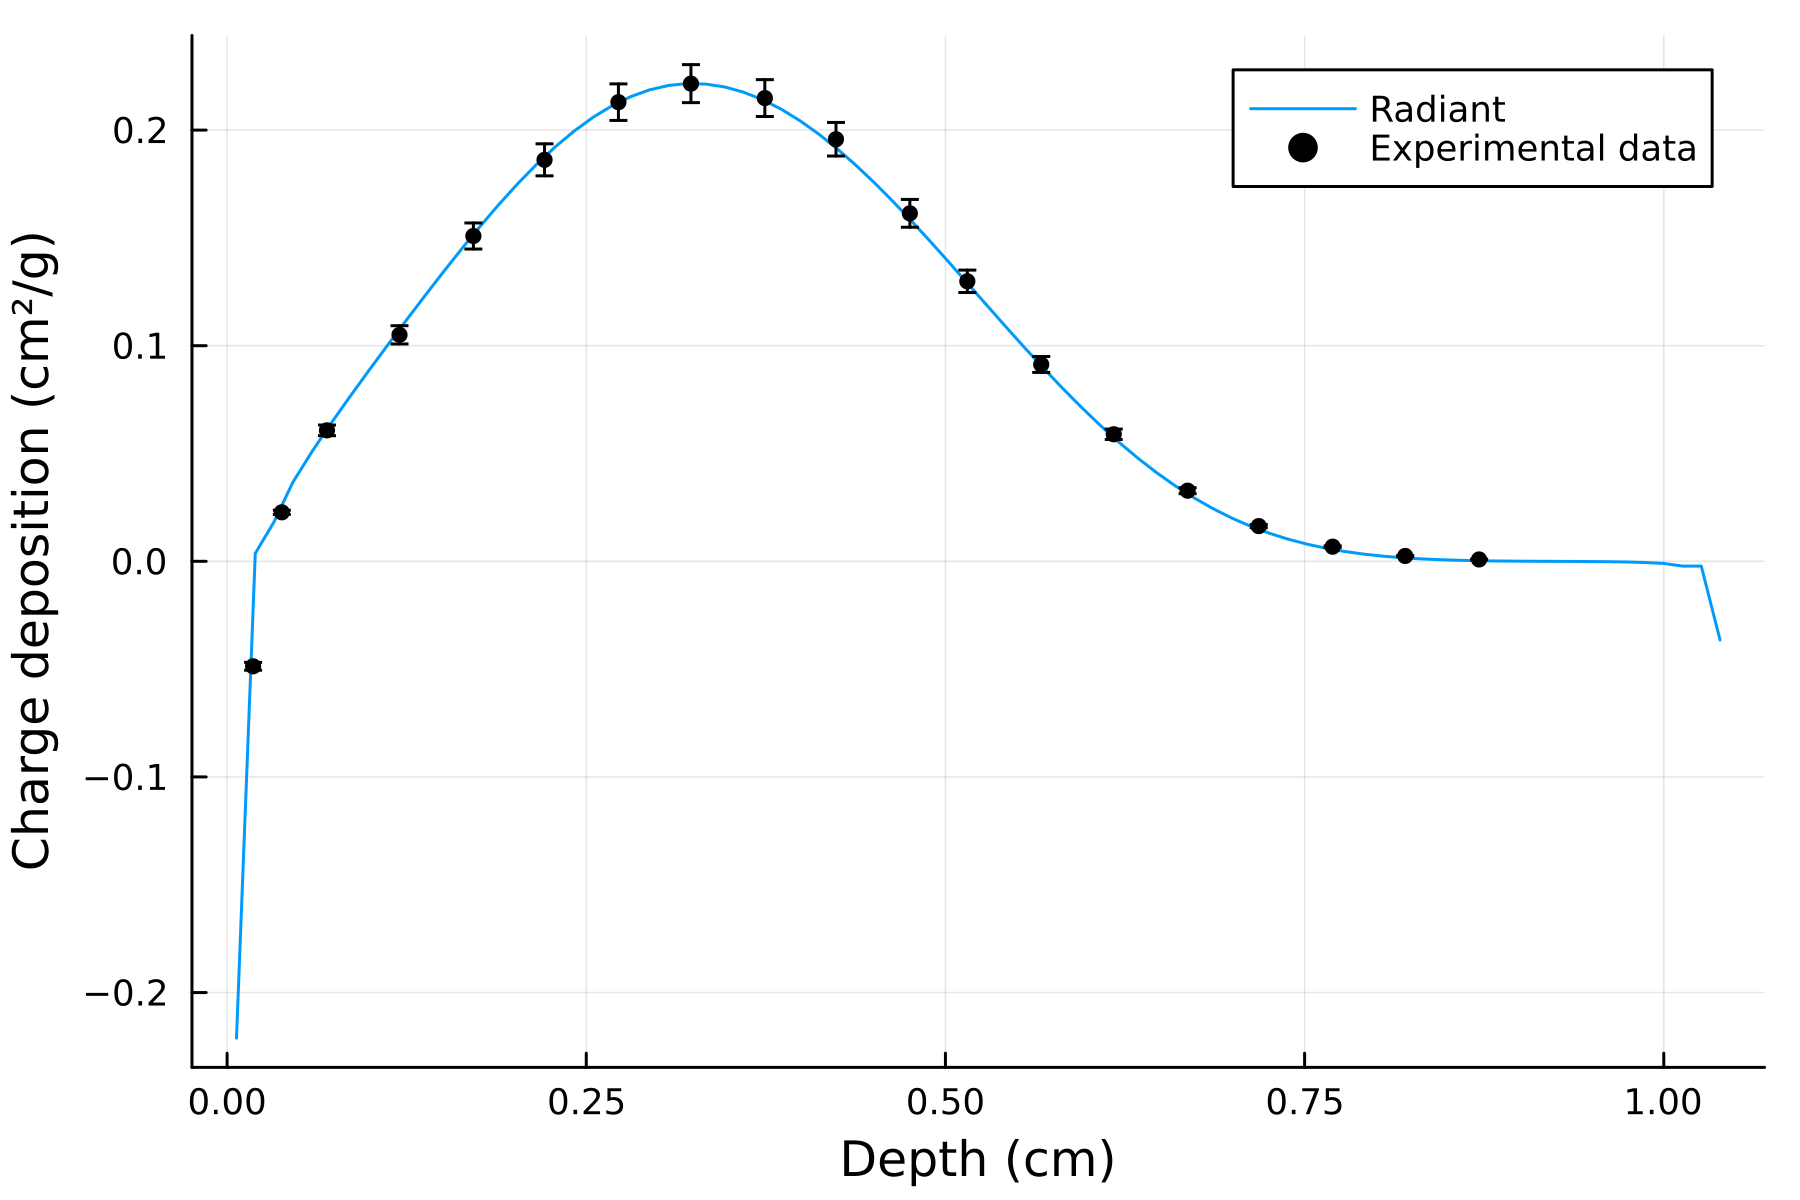 Radiant
Experimental data
Charge deposition (cm²/g)
0.2
0.1
0.0
−0.1
−0.2
0.00 0.25 0.50 0.75 1.00
Depth (cm)